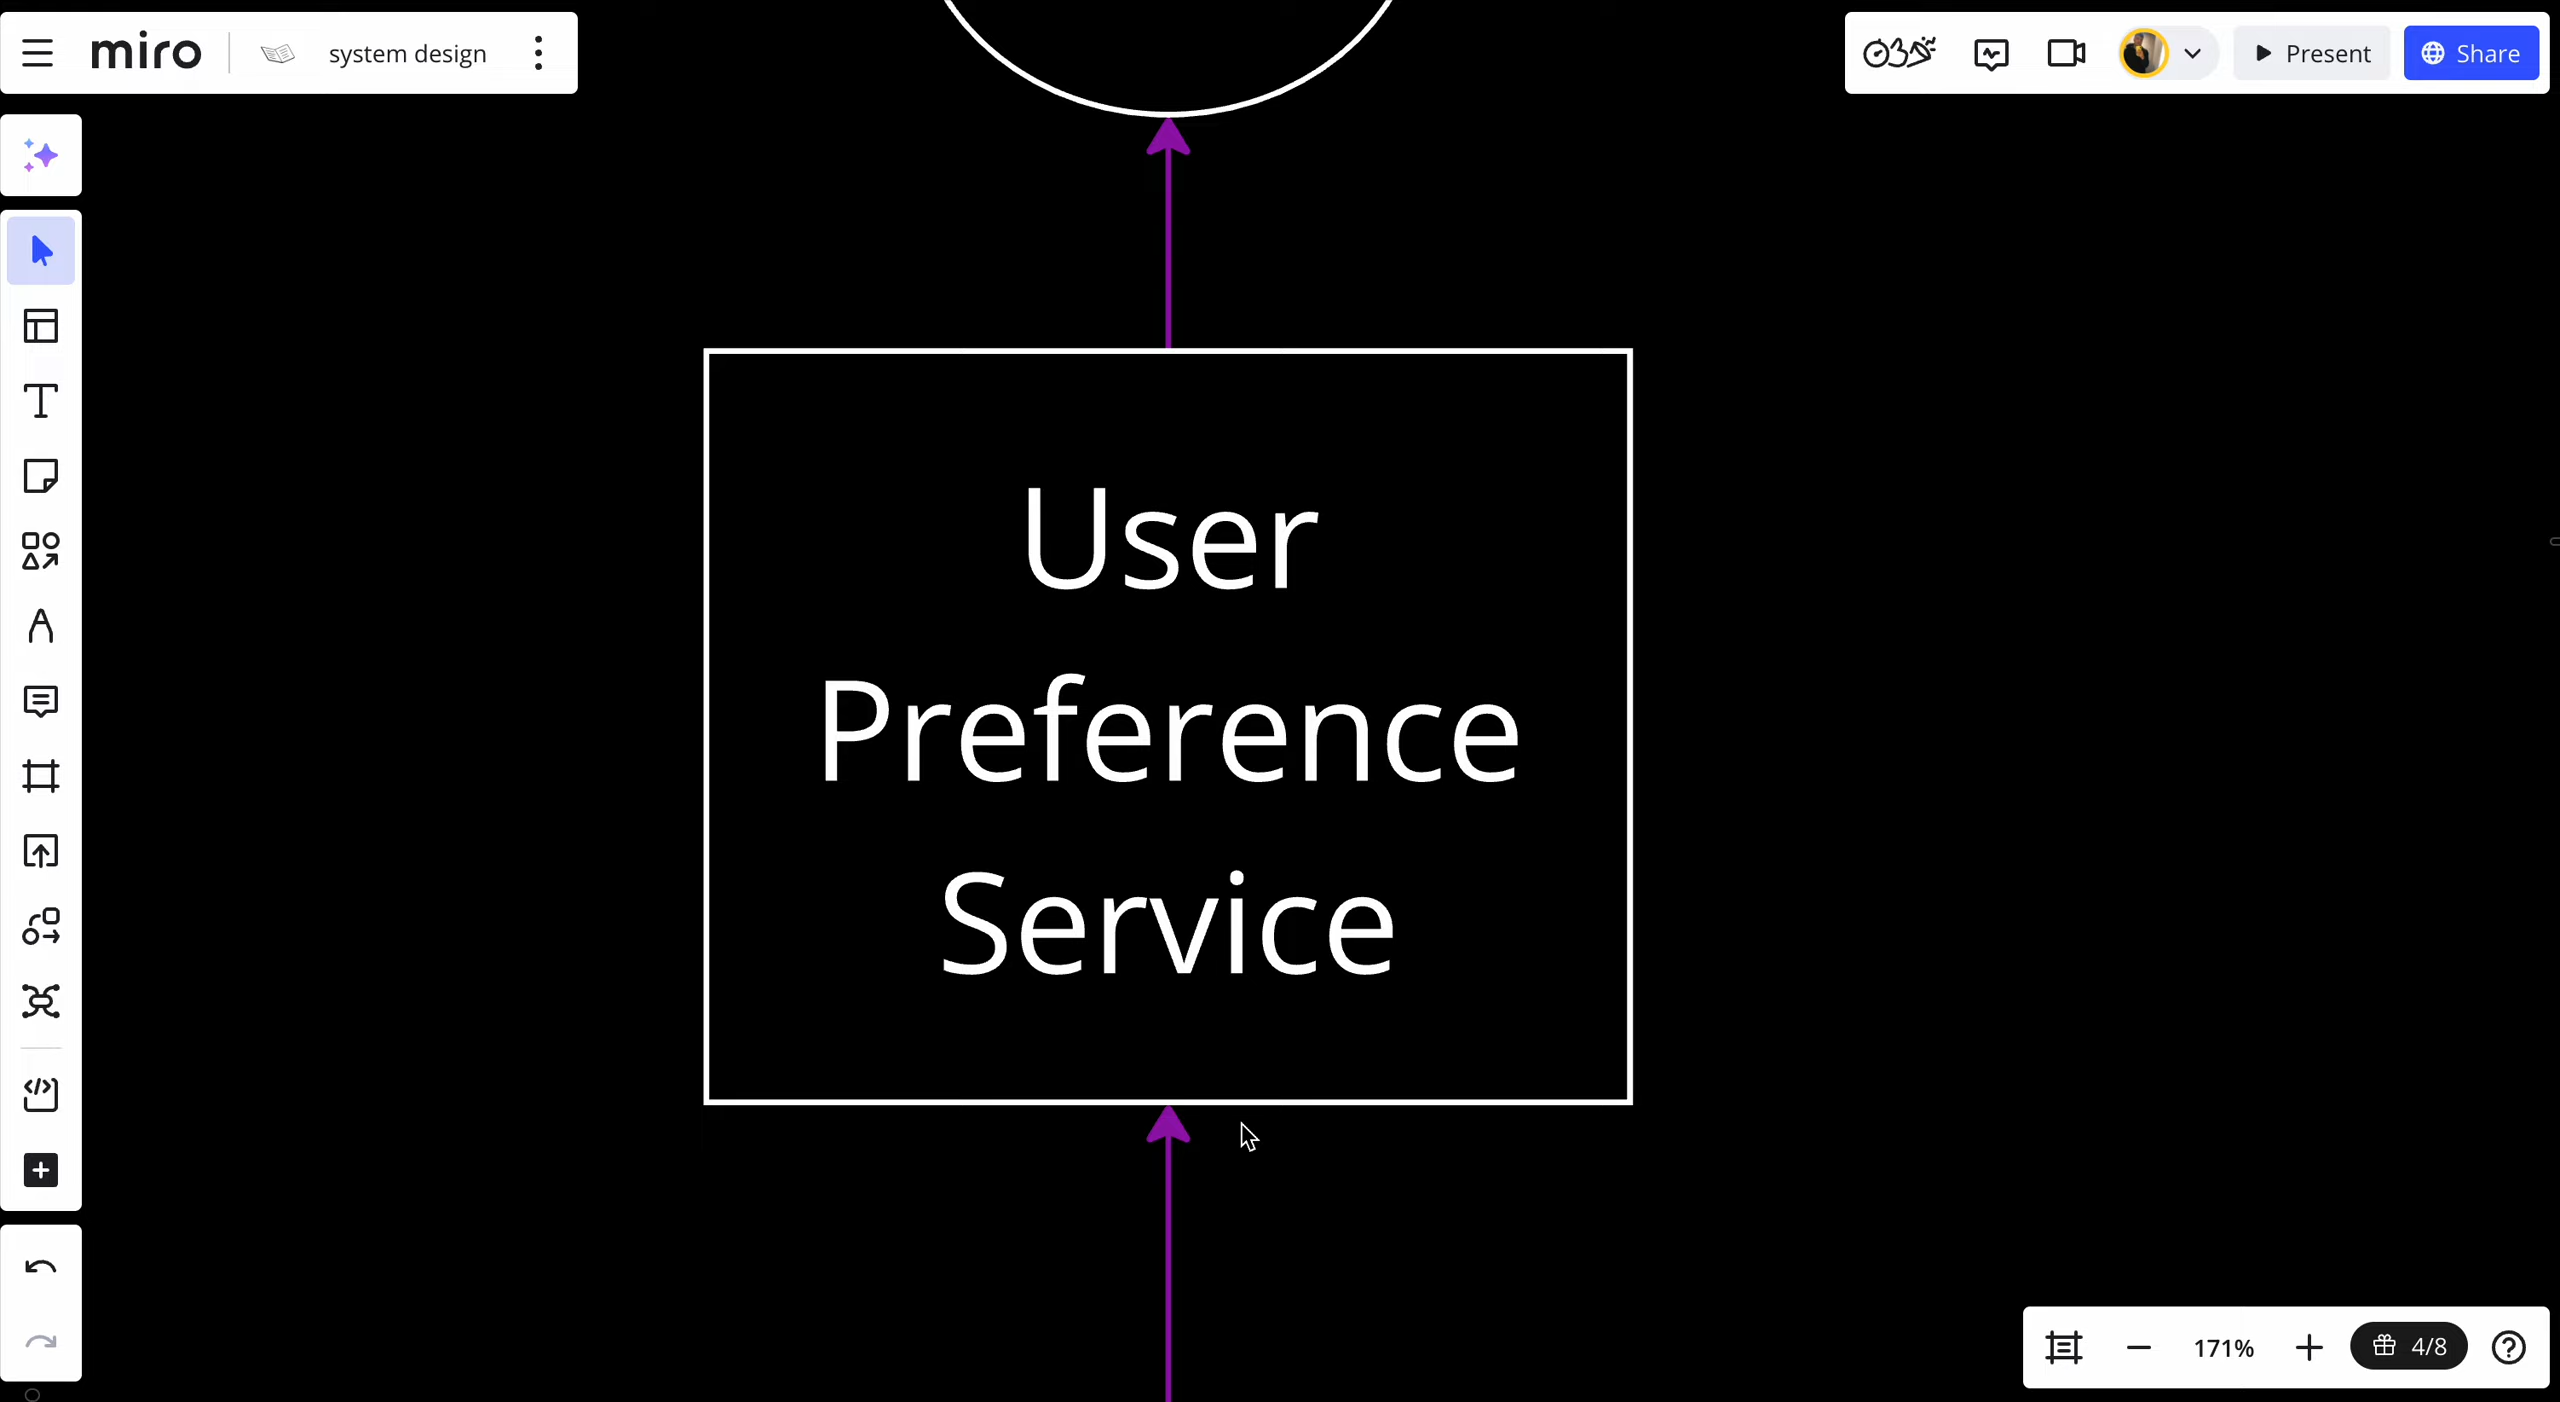 miro
system design
Present
Share
User
Preference
Service
171%
4/8